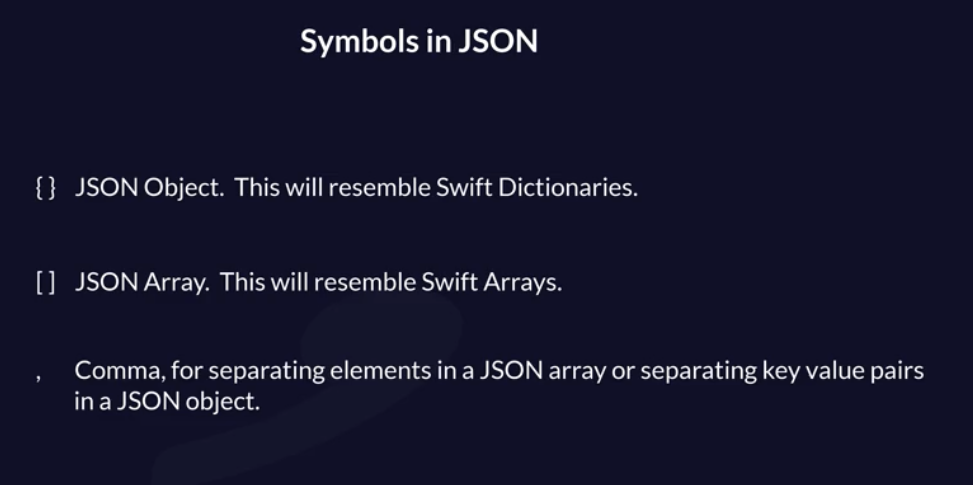 Symbols in JSON
{ } JSON Object. This will resemble Swift Dictionaries.
[ ] JSON Array. This will resemble Swift Arrays.
, Comma, for separating elements in a JSON array or separating key value pairs
in a JSON object.